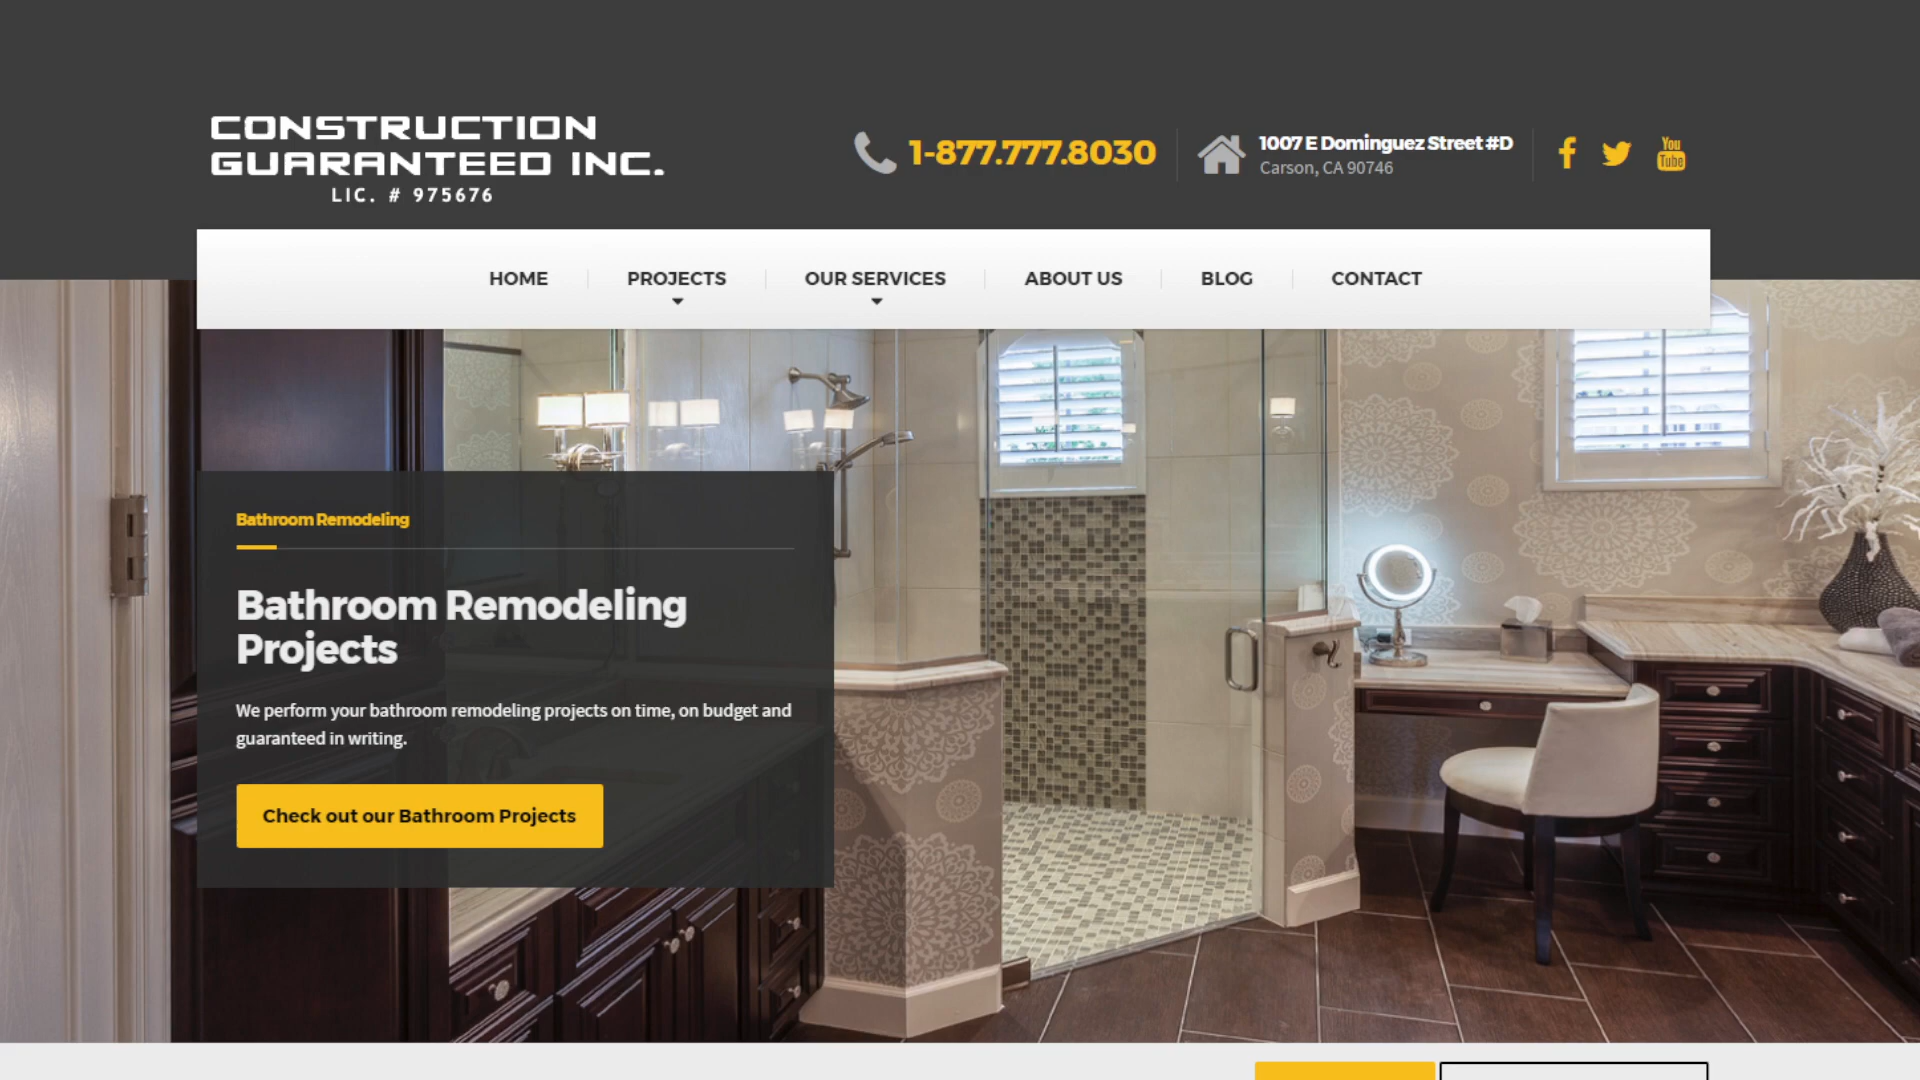 CONSTRUCTION
GUARANTEED INC.
LIC. # 975676
1-877.777.8030
1007 E Dominguez Street #D
Carson, CA 90746
You
Tube
HOME
PROJECTS
OUR SERVICES
ABOUT US
BLOG
CONTACT
Bathroom Remodeling
Bathroom Remodeling
Projects
We perform your bathroom remodeling projects on time, on budget and
guaranteed in writing.
Check out our Bathroom Projects